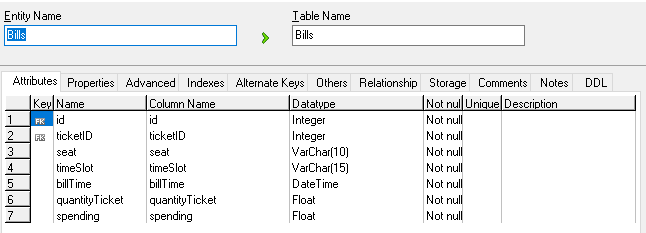 Entity Name Table Name
Bills Bills
Attributes Properties Advanced Indexes Alternate Keys Others Relationship Storage Comments Notes DDL
Key Name Column Name Datatype Not null Unique Description
1 FK id id Integer Not null
2 FK ticketID ticketID Integer Not null
3 seat seat VarChar(10) Not null
4 timeSlot timeSlot VarChar(15) Not null
5 billTime billTime DateTime Not null
6 quantityTicket quantityTicket Float Not null
7 spending spending Float Not null